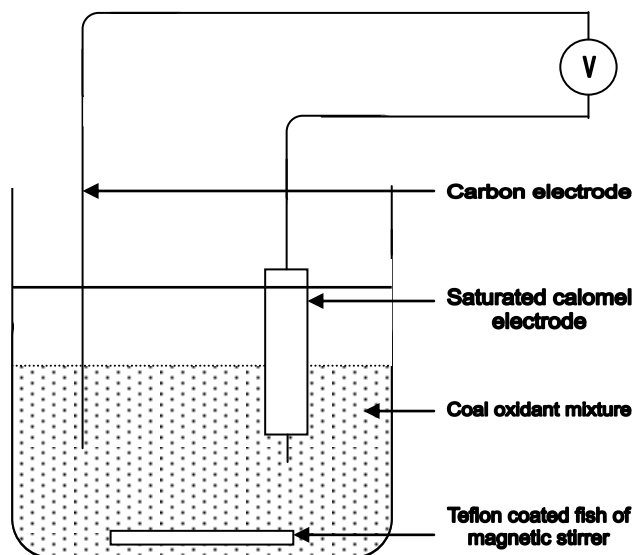 V
Carbon electrode
Saturated calomel
electrode
Coal oxidant mixture
Teflon coated fish of
magnetic stirrer